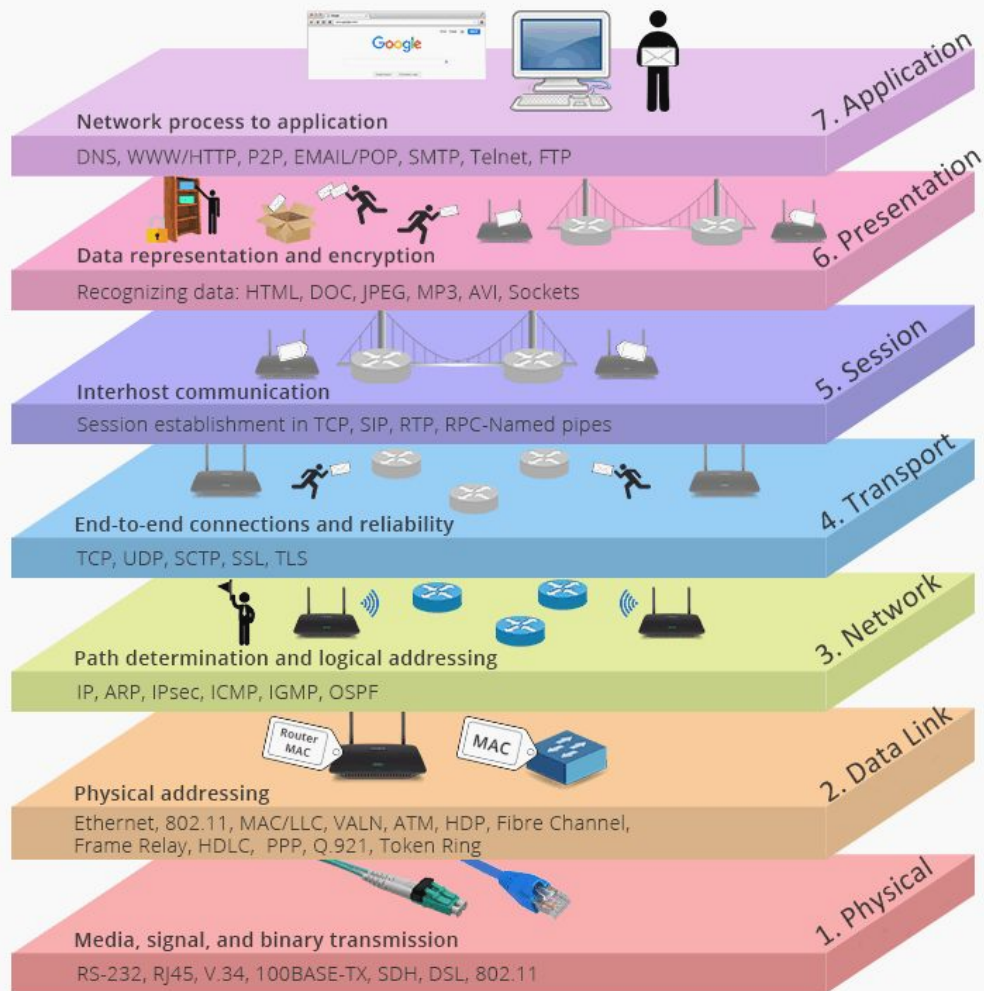 Google
7. Application
Network process to application
DNS, WWW/HTTP, P2P, EMAIL/POP, SMTP, Telnet, FTP
6. Presentation
Data representation and encryption
Recognizing data: HTML, DOC, JPEG, MP3, AVI, Sockets
5. Session
Interhost communication
Session establishment in TCP, SIP, RTP, RPC-Named pipes
4. Transport
End-to-end connections and reliability
TCP, UDP, SCTP, SSL, TLS
3. Network
Path determination and logical addressing
IP, ARP, IPsec, ICMP, IGMP, OSPF
Router
MAC
MAC
2. Data Link
Physical addressing
Ethernet, 802.11, MAC/LLC, VALN, ATM, HDP, Fibre Channel,
Frame Relay, HDLC, PPP, Q.921, Token Ring
1. Physical
Media, signal, and binary transmission
RS-232, RJ45, V.34, 100BASE-TX, SDH, DSL, 802.11